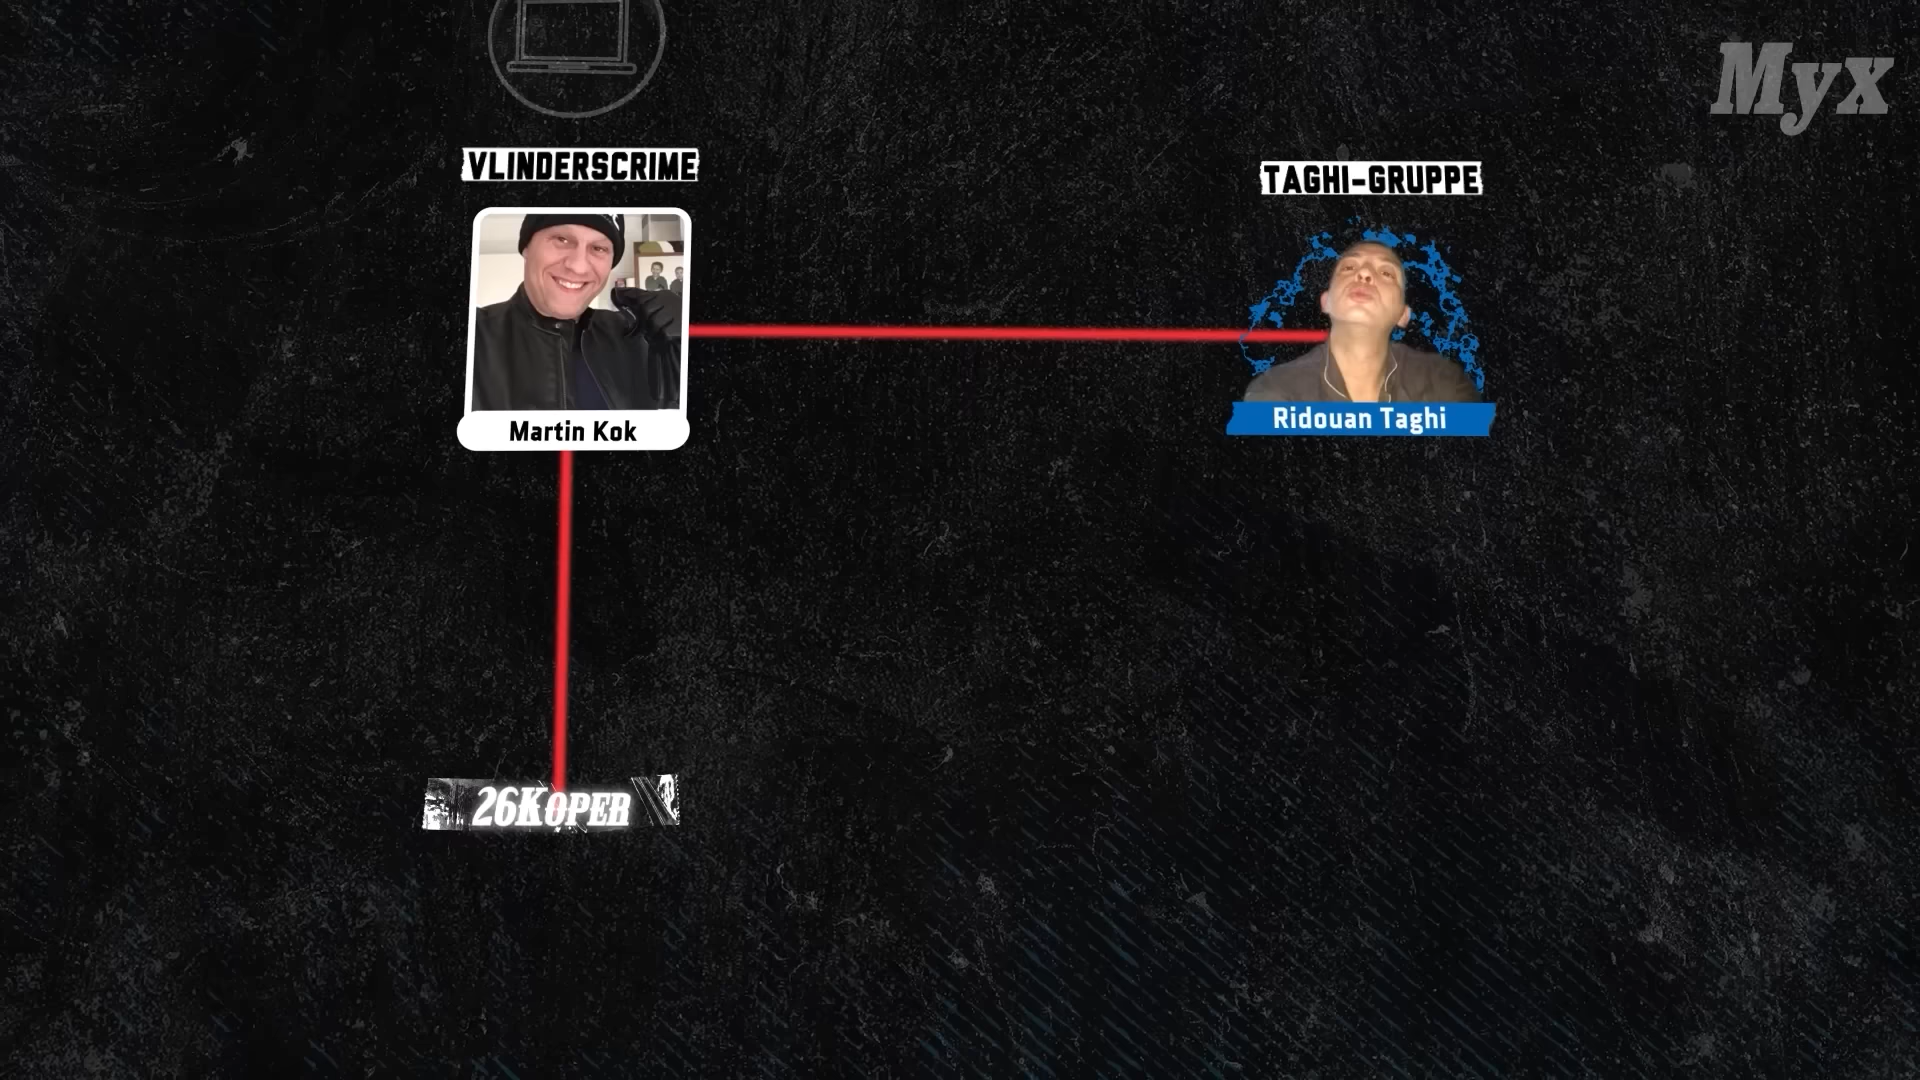 Myx
VLINDERSCRIME
TAGHI-GRUPPE
Martin Kok
Ridouan Taghi
26KOPER